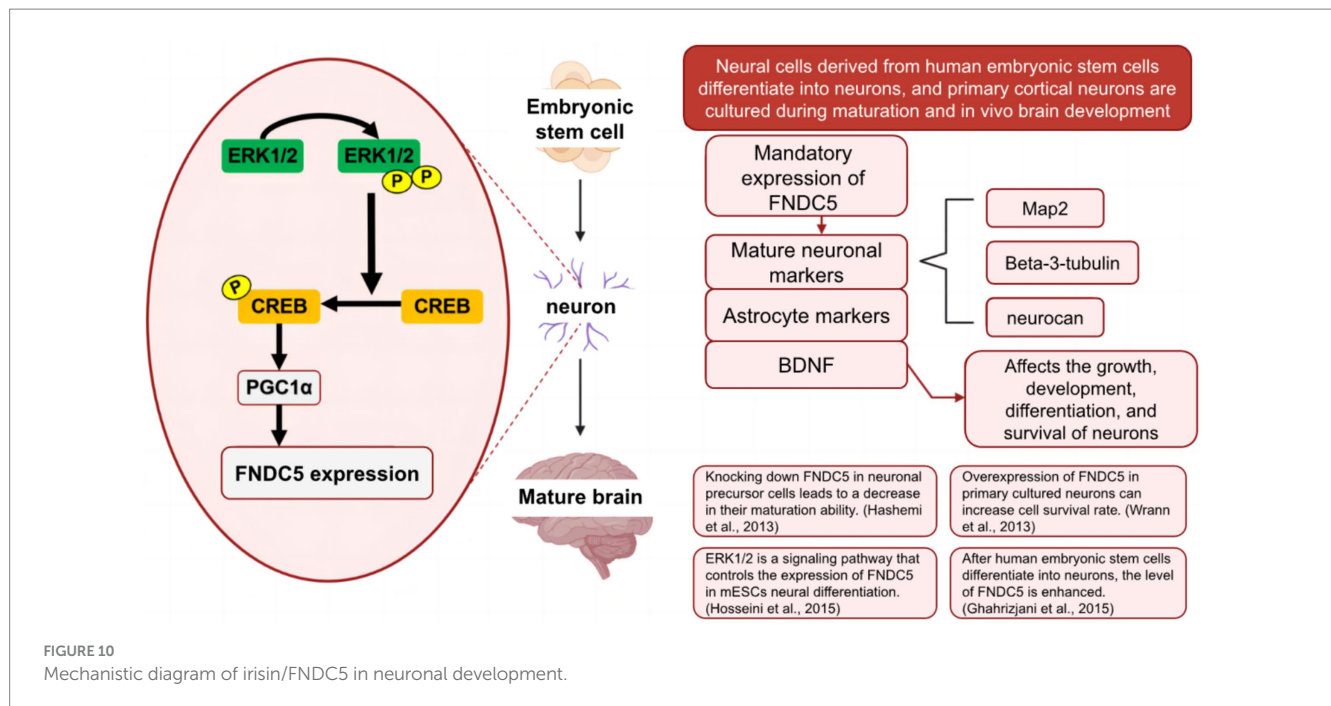 ERK1/2
ERK1/2
P
P
P
CREB
CREB
PGC1α
FNDC5 expression
Embryonic
stem cell
neuron
Mature brain
Neural cells derived from human embryonic stem cells
differentiate into neurons, and primary cortical neurons are
cultured during maturation and in vivo brain development
Mandatory
expression of
FNDC5
Mature neuronal
markers
Astrocyte markers
BDNF
Map2
Beta-3-tubulin
neurocan
Affects the growth,
development,
differentiation, and
survival of neurons
Knocking down FNDC5 in neuronal
precursor cells leads to a decrease
in their maturation ability. (Hashemi
et al., 2013)
Overexpression of FNDC5 in
primary cultured neurons can
increase cell survival rate. (Wrann
et al., 2013)
ERK1/2 is a signaling pathway that
controls the expression of FNDC5
in mESCs neural differentiation.
(Hosseini et al., 2015)
After human embryonic stem cells
differentiate into neurons, the level
of FNDC5 is enhanced.
(Ghahrizjani et al., 2015)
FIGURE 10
Mechanistic diagram of irisin/FNDC5 in neuronal development.